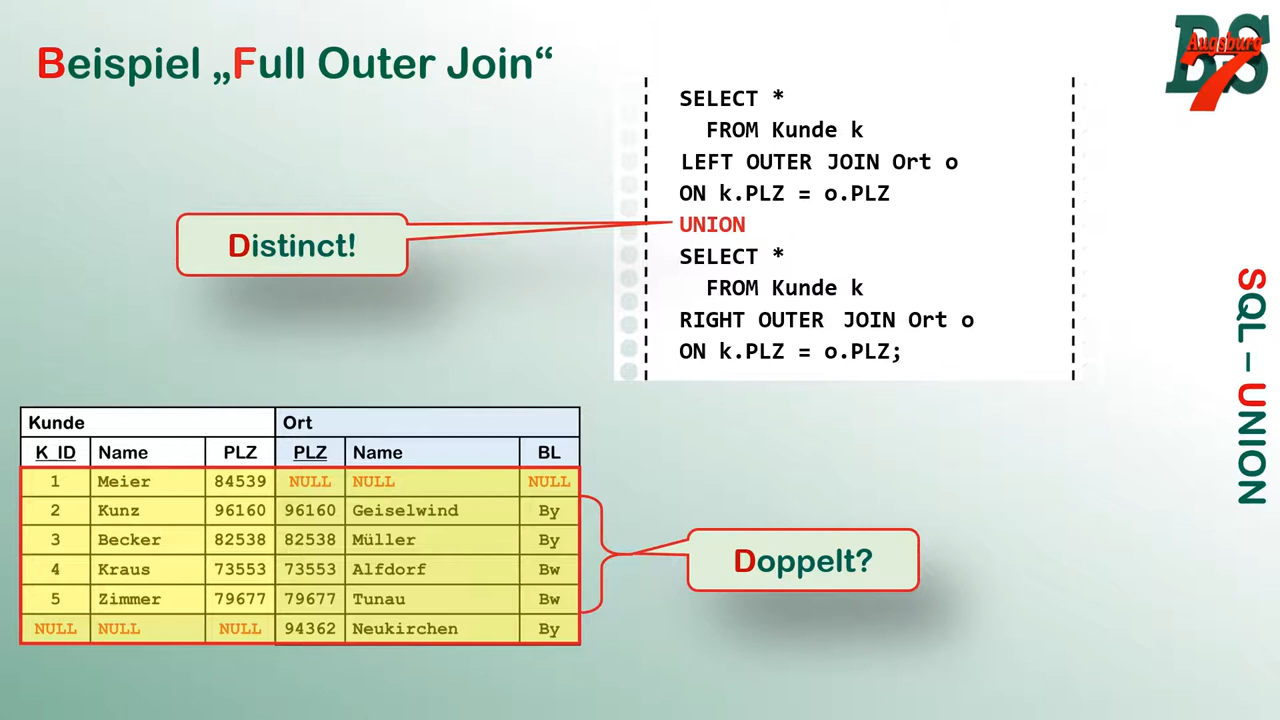 Beispiel „Full Outer Join“
BS
Augsburg
7
SELECT *
FROM Kunde k
LEFT OUTER JOIN Ort o
ON k.PLZ = o.PLZ
UNION
SELECT *
FROM Kunde k
RIGHT OUTER JOIN Ort o
ON k.PLZ = o.PLZ;
Distinct!
SQL – UNION
Kunde Ort
K_ID Name PLZ PLZ Name BL
1 Meier 84539 NULL NULL NULL
2 Kunz 96160 96160 Geiselwind By
3 Becker 82538 82538 Müller By
4 Kraus 73553 73553 Alfdorf Bw
5 Zimmer 79677 79677 Tunau Bw
NULL NULL NULL 94362 Neukirchen By
Doppelt?